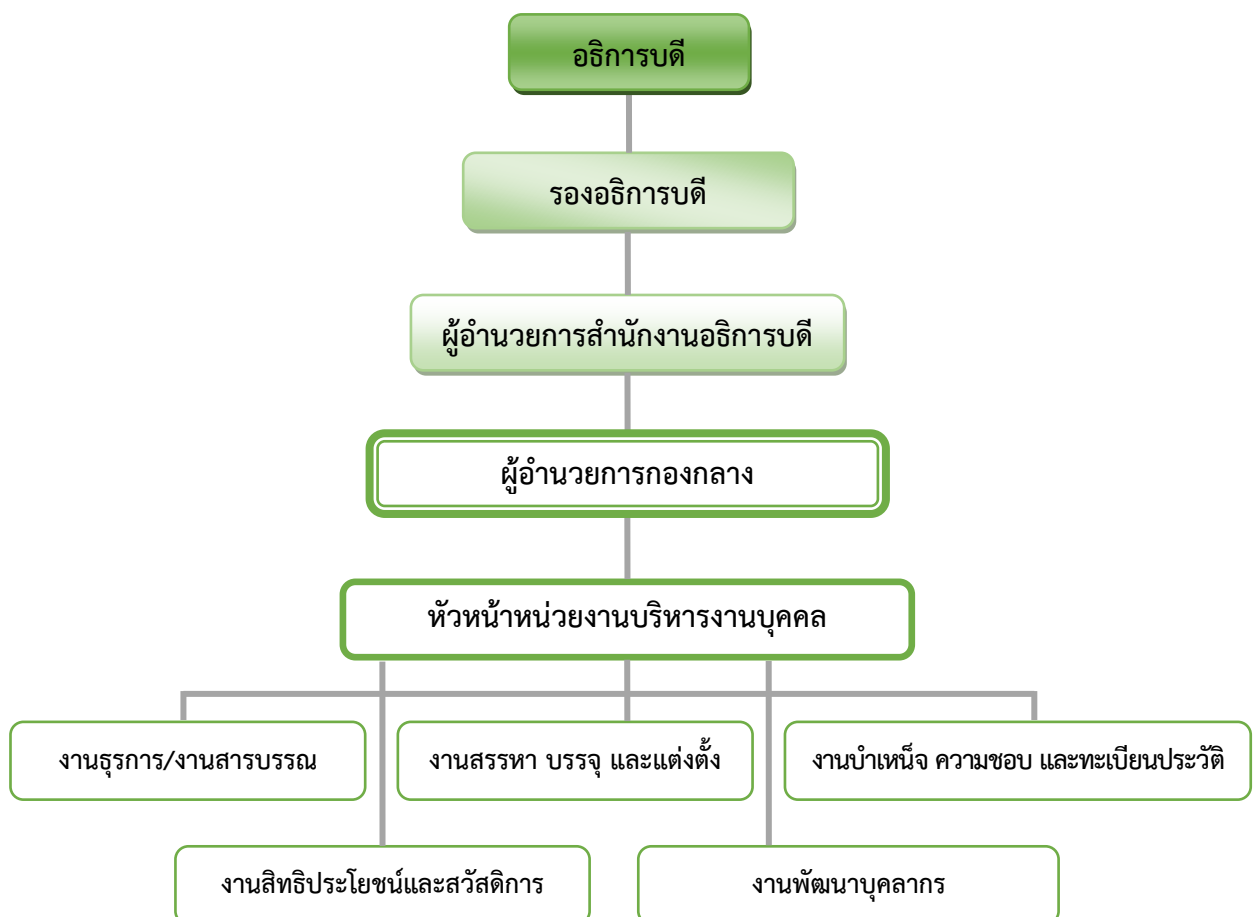 อธิการบดี
รองอธิการบดี
ผู้อำนวยการสำนักงานอธิการบดี
ผู้อำนวยการกองกลาง
หัวหน้าหน่วยงานบริหารงานบุคคล
งานธุรการ/งานสารบรรณ
งานสรรหา บรรจุ และแต่งตั้ง
งานบำเหน็จ ความชอบ และทะเบียนประวัติ
งานสิทธิประโยชน์และสวัสดิการ
งานพัฒนาบุคลากร